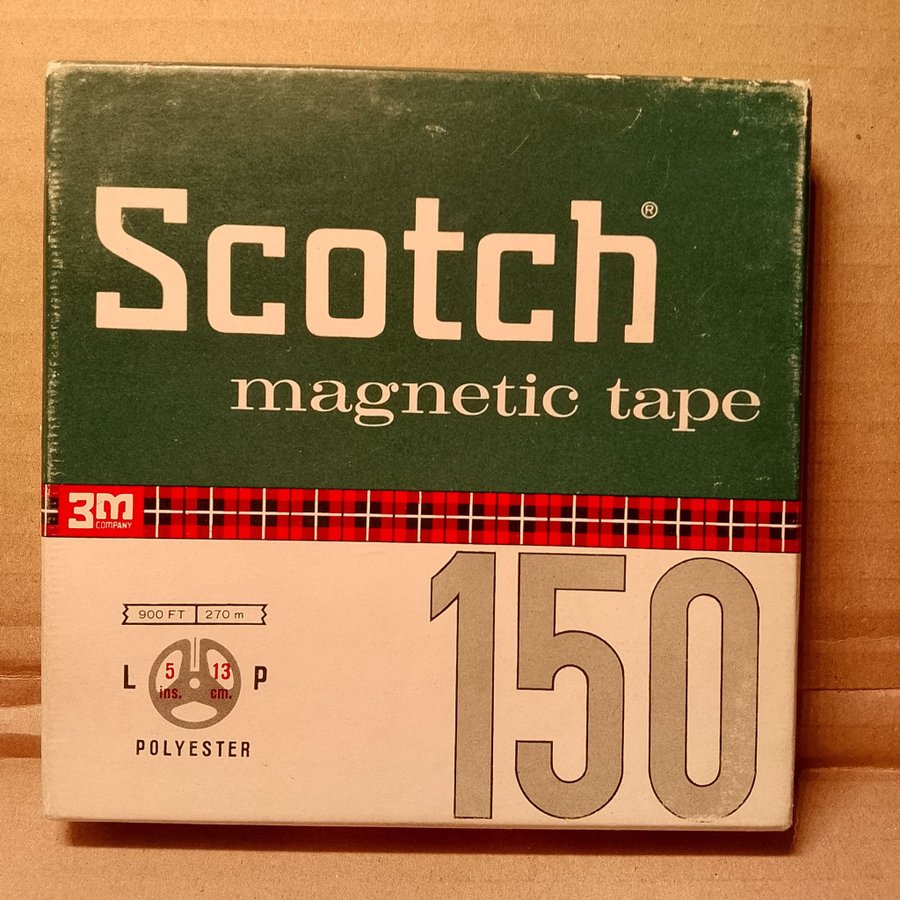 Scotch®
magnetic tape
3M
COMPANY
150
900 FT 270 m
L 5 ins. 13 cm. P
POLYESTER